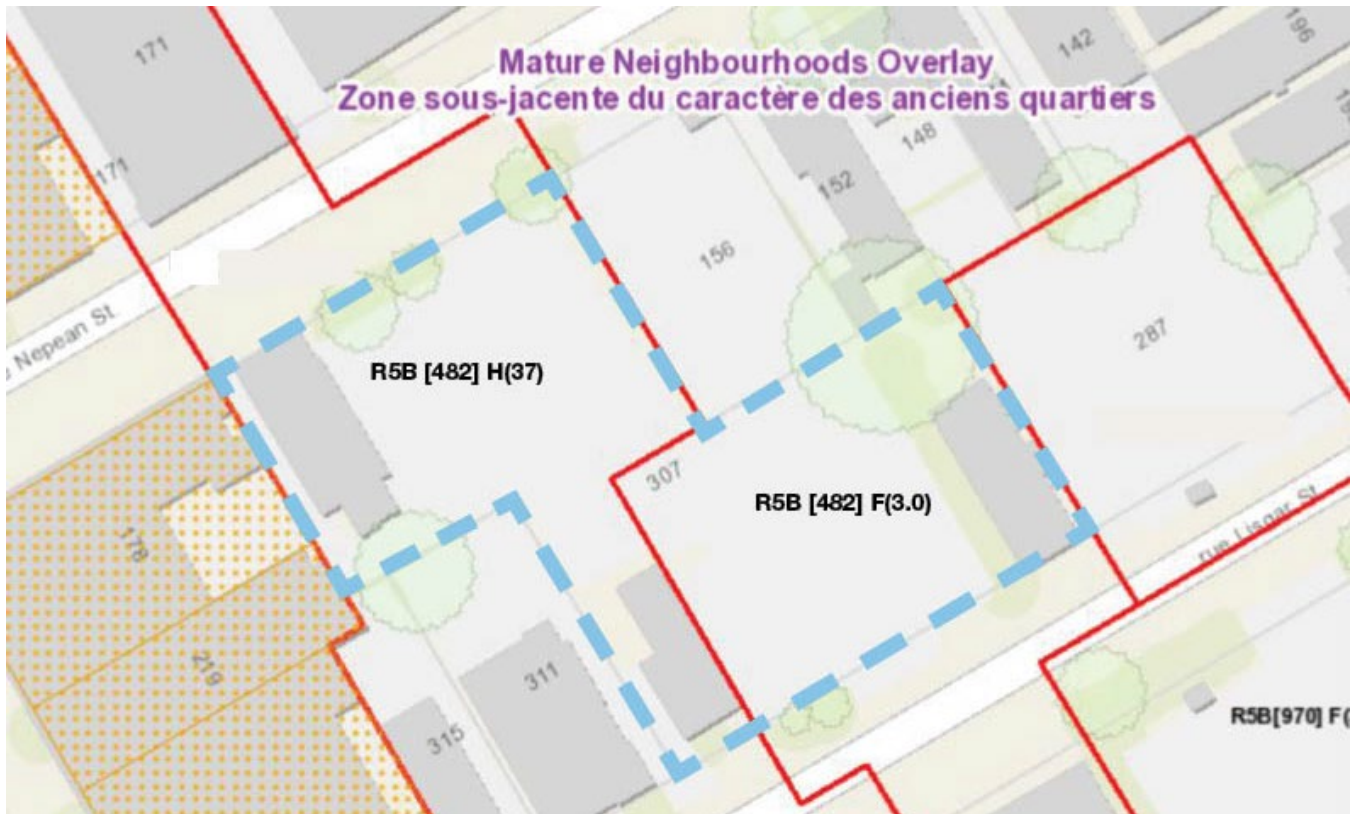 171
142
196
Mature Neighbourhoods Overlay
Zone sous-jacente du caractère des anciens quartiers
171
148
152
156
287
Nepean St
R5B [482] H(37)
307
R5B [482] F(3.0)
rue Lisgar St
178
219
311
315
R5B[970] F(